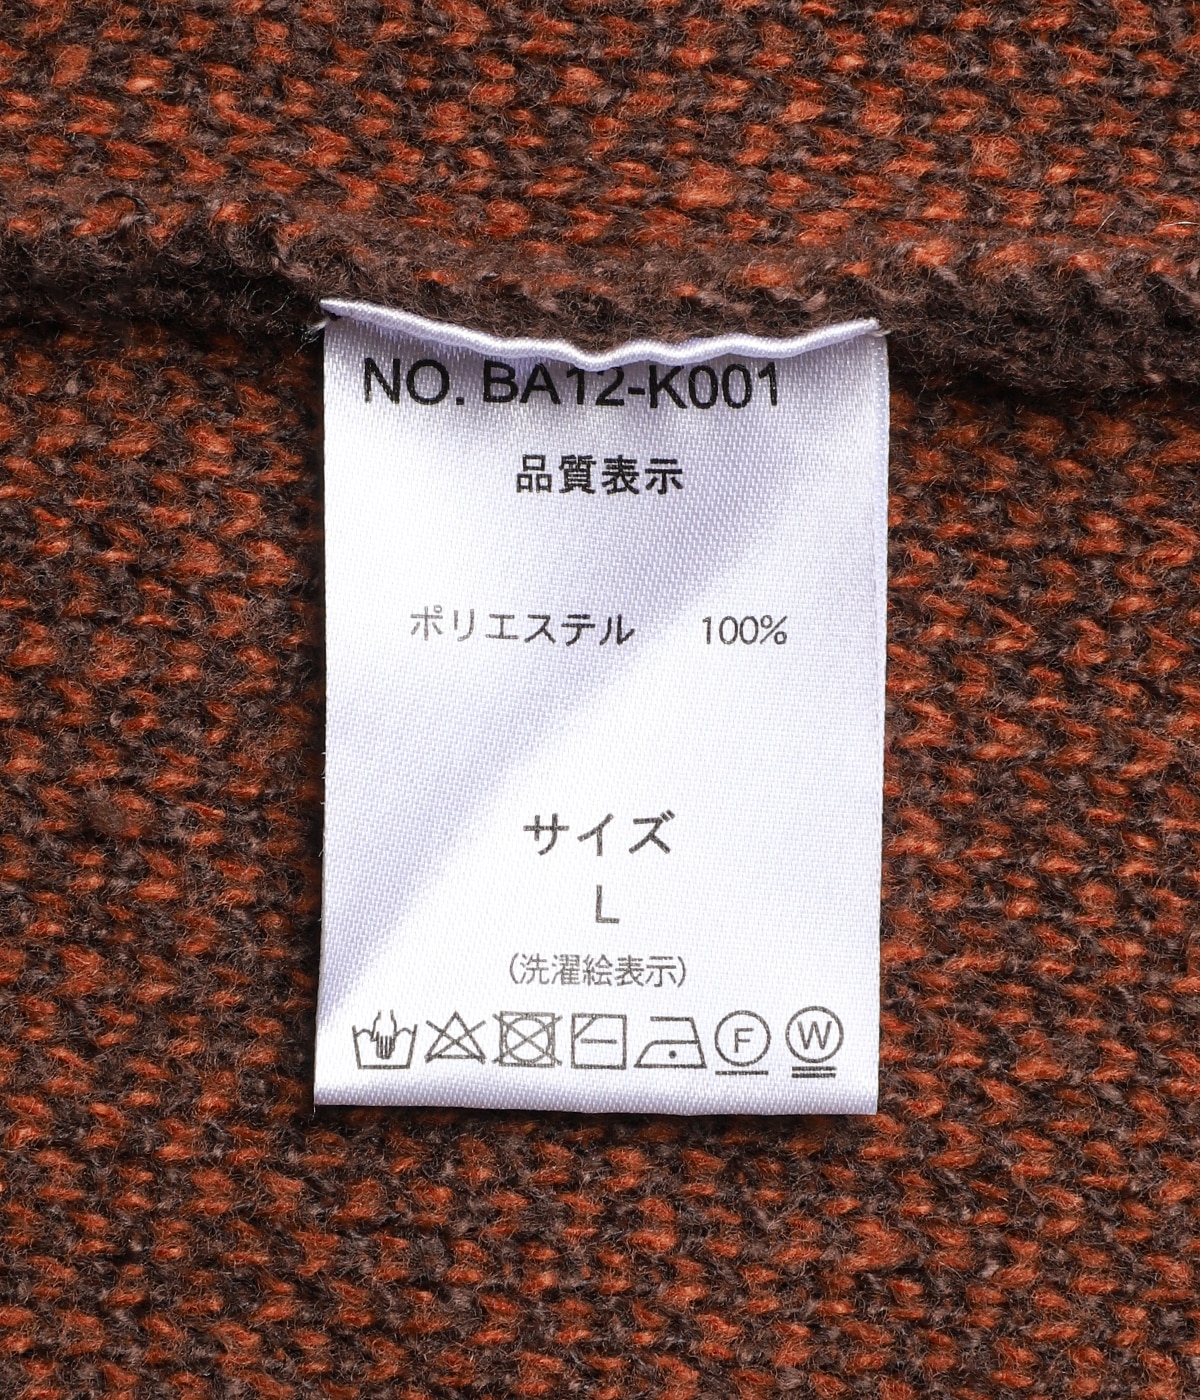 NO. BA12-K001
品質表示
ポリエステル 100%
サイズ
L
(洗濯絵表示)
F W